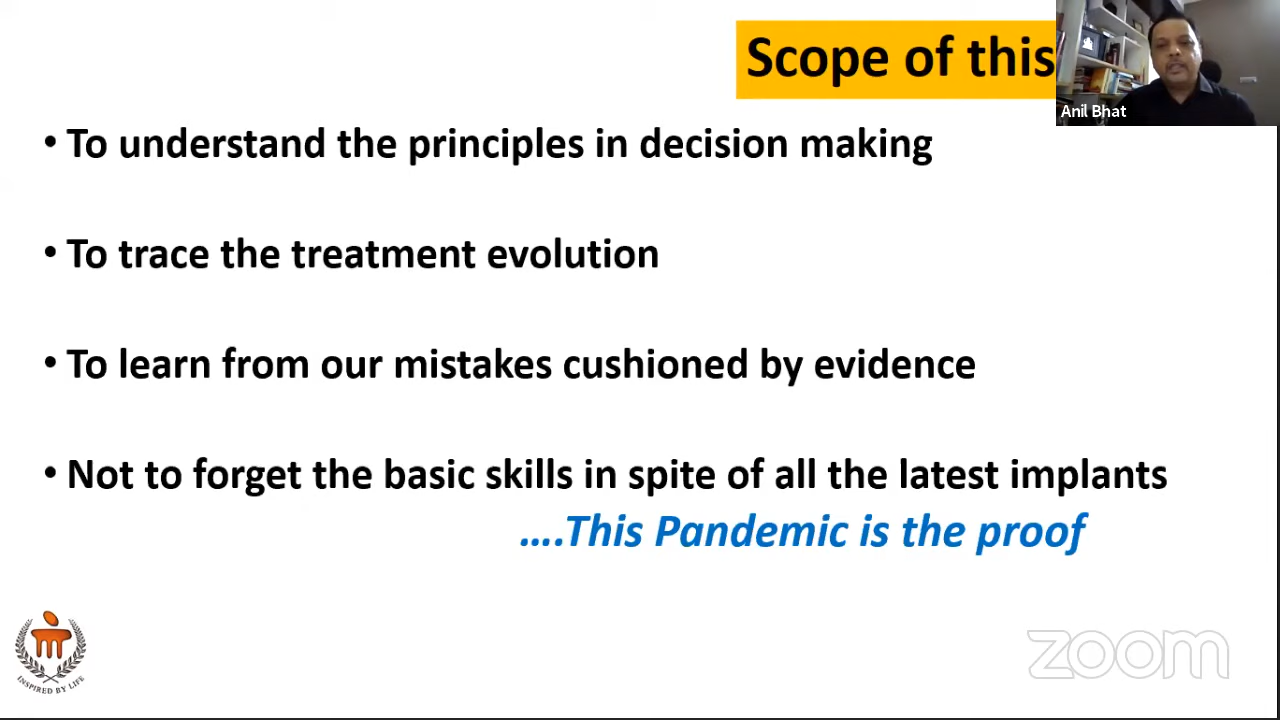 Scope of this
Anil Bhat
• To understand the principles in decision making
• To trace the treatment evolution
• To learn from our mistakes cushioned by evidence
• Not to forget the basic skills in spite of all the latest implants
....This Pandemic is the proof
INSPIRED BY LIFE
zoom